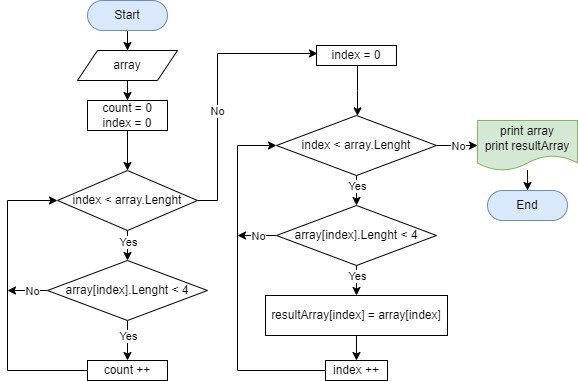 Start
array
count = 0
index = 0
index < array.Lenght
Yes
No
array[index].Lenght < 4
No
Yes
count ++
index = 0
index < array.Lenght
No
Yes
array[index].Lenght < 4
No
Yes
resultArray[index] = array[index]
index ++
print array
print resultArray
End